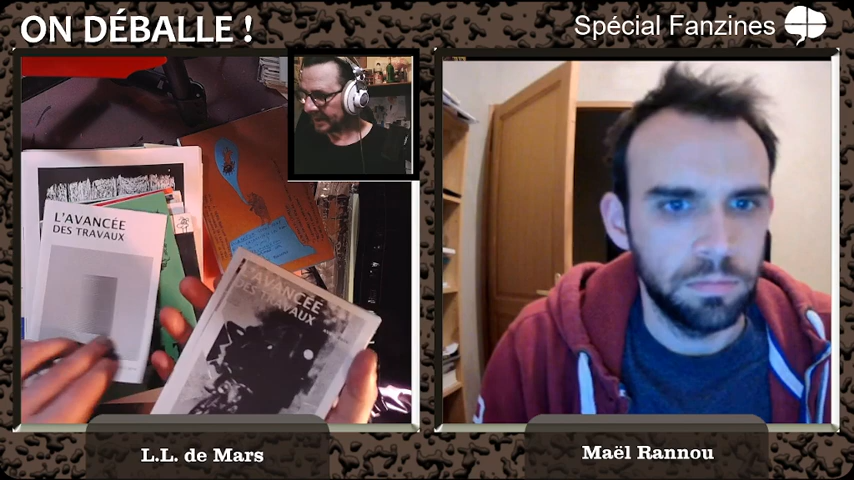 ON DÉBALLE !
Spécial Fanzines
L'AVANCÉE
DES TRAVAUX
L'AVANCÉE
DES TRAVAUX
L.L. de Mars
Maël Rannou